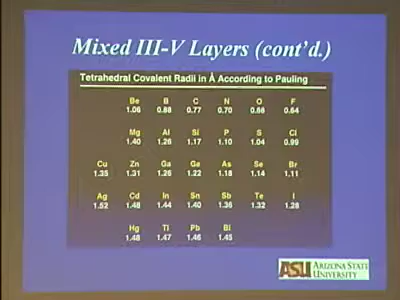 Mixed III-V Layers (cont'd.)
Tetrahedral Covalent Radii in Å According to Pauling
Be B C N O F
1.06 0.88 0.77 0.70 0.66 0.64
Mg Al Si P S Cl
1.40 1.26 1.17 1.10 1.04 0.99
Cu Zn Ga Ge As Se Br
1.35 1.31 1.26 1.22 1.18 1.14 1.11
Ag Cd In Sn Sb Te I
1.52 1.48 1.44 1.40 1.36 1.32 1.28
Hg Tl Pb Bi
1.48 1.47 1.46 1.45
ASU ARIZONA STATE
UNIVERSITY